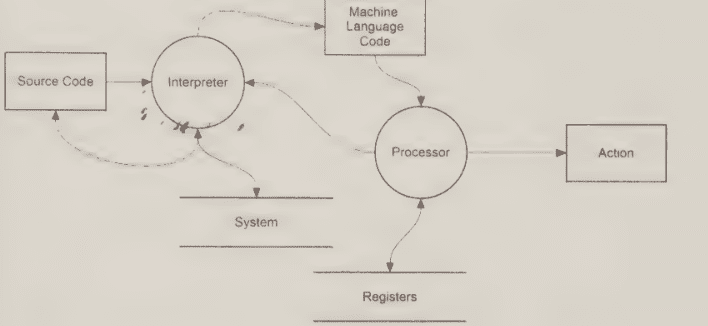 Machine
Language
Code
Source Code
Interpreter
Processor
Action
System
Registers